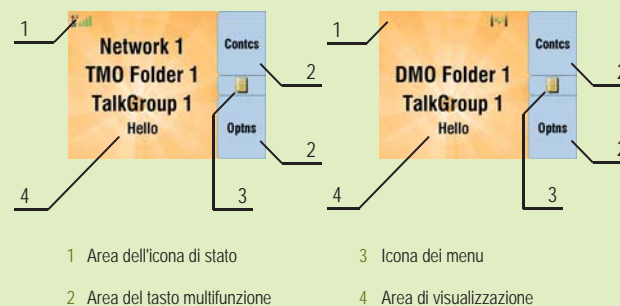 1
Network 1
TMO Folder 1
TalkGroup 1
Hello
Contcs
Optns
2
2
4
3
1
DMO Folder 1
TalkGroup 1
Hello
Contcs
Optns
2
2
4
3
1 Area dell'icona di stato
2 Area del tasto multifunzione
3 Icona dei menu
4 Area di visualizzazione